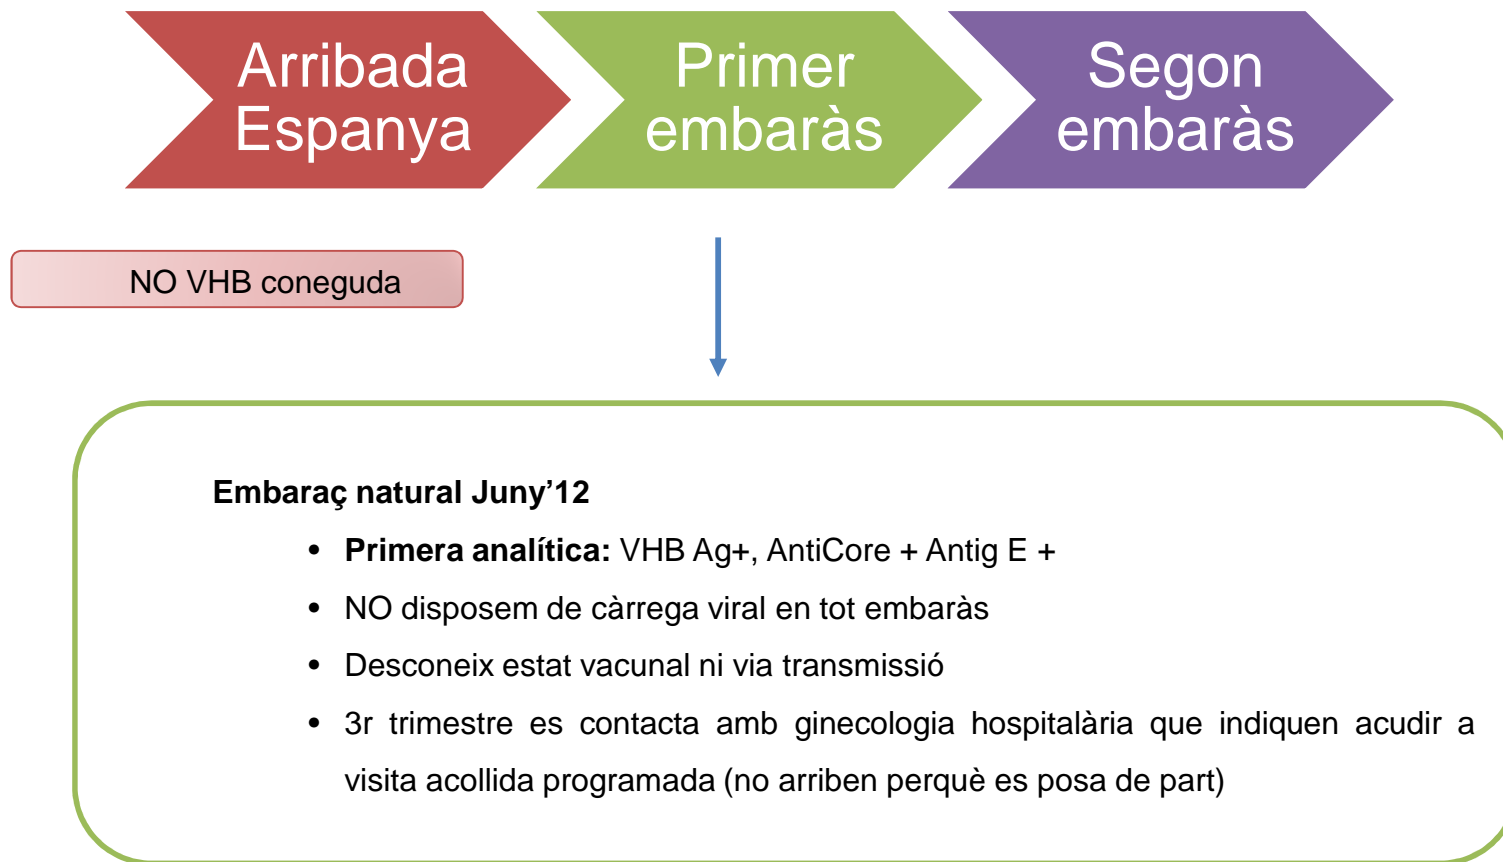 Arribada
Espanya
Primer
embaràs
Segon
embaràs
NO VHB coneguda
Embaraç natural Juny’12
• Primera analítica: VHB Ag+, AntiCore + Antig E +
• NO disposem de càrrega viral en tot embaràs
• Desconeix estat vacunal ni via transmissió
• 3r trimestre es contacta amb ginecologia hospitalària que indiquen acudir a
visita acollida programada (no arriben perquè es posa de part)